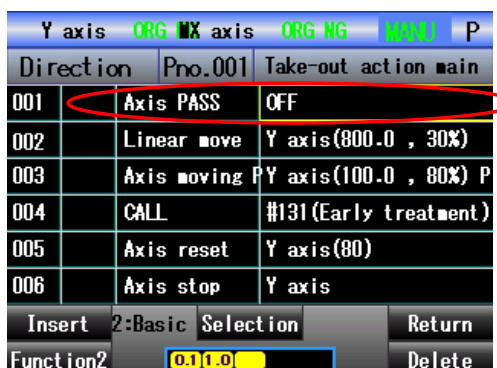 Y axis ORG MX axis ORG NG MANU P
Direction Pno.001 Take-out action main
001 Axis PASS OFF
002 Linear move Y axis(800.0 , 30%)
003 Axis moving P Y axis(100.0 , 80%) P
004 CALL #131(Early treatment)
005 Axis reset Y axis(80)
006 Axis stop Y axis
Insert 2:Basic Selection Return
Function2 0.1 1.0 Delete